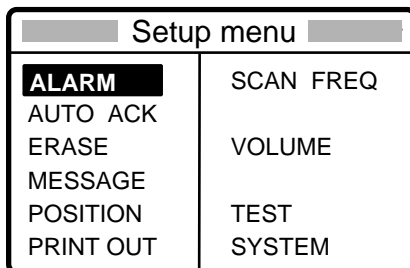 Setup menu
ALARM
AUTO ACK
ERASE
MESSAGE
POSITION
PRINT OUT
SCAN FREQ
VOLUME
TEST
SYSTEM